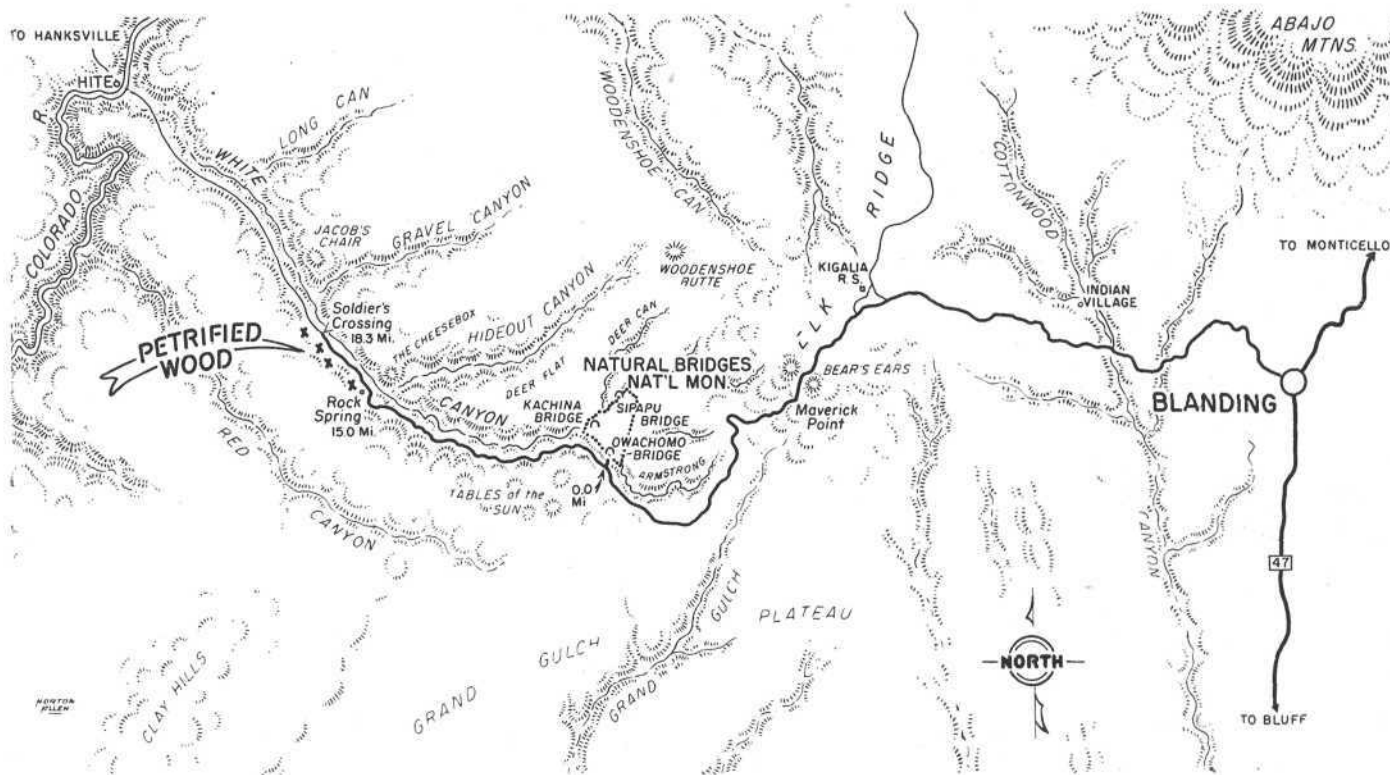 TO HANKSVILLE
HITE
R.
COLORADO
WHITE
LONG CAN
JACOB'S
CHAIR
GRAVEL CANYON
Soldier's
Crossing
18.3 Mi.
PETRIFIED
WOOD
Rock
Spring
15.0 Mi.
THE CHEESEBOX
HIDEOUT CANYON
DEER FLAT
DEER CAN
CANYON
NATURAL BRIDGES
NAT'L MON.
KACHINA
BRIDGE
SIPAPU
BRIDGE
OWACHOMO
BRIDGE
ARMSTRONG
0.0
Mi
TABLES of the
SUN
RED
CANYON
CLAY HILLS
GRAND
GULCH
PLATEAU
GRAND
GULCH
WOODENSHOE CAN
WOODENSHOE
BUTTE
ELK
RIDGE
KIGALIA
R.S.
BEAR'S EARS
Maverick
Point
COTTONWOOD
CANYON
INDIAN
VILLAGE
ABAJO
MTNS.
TO MONTICELLO
BLANDING
47
TO BLUFF
NORTH
NORTON
ALLEN